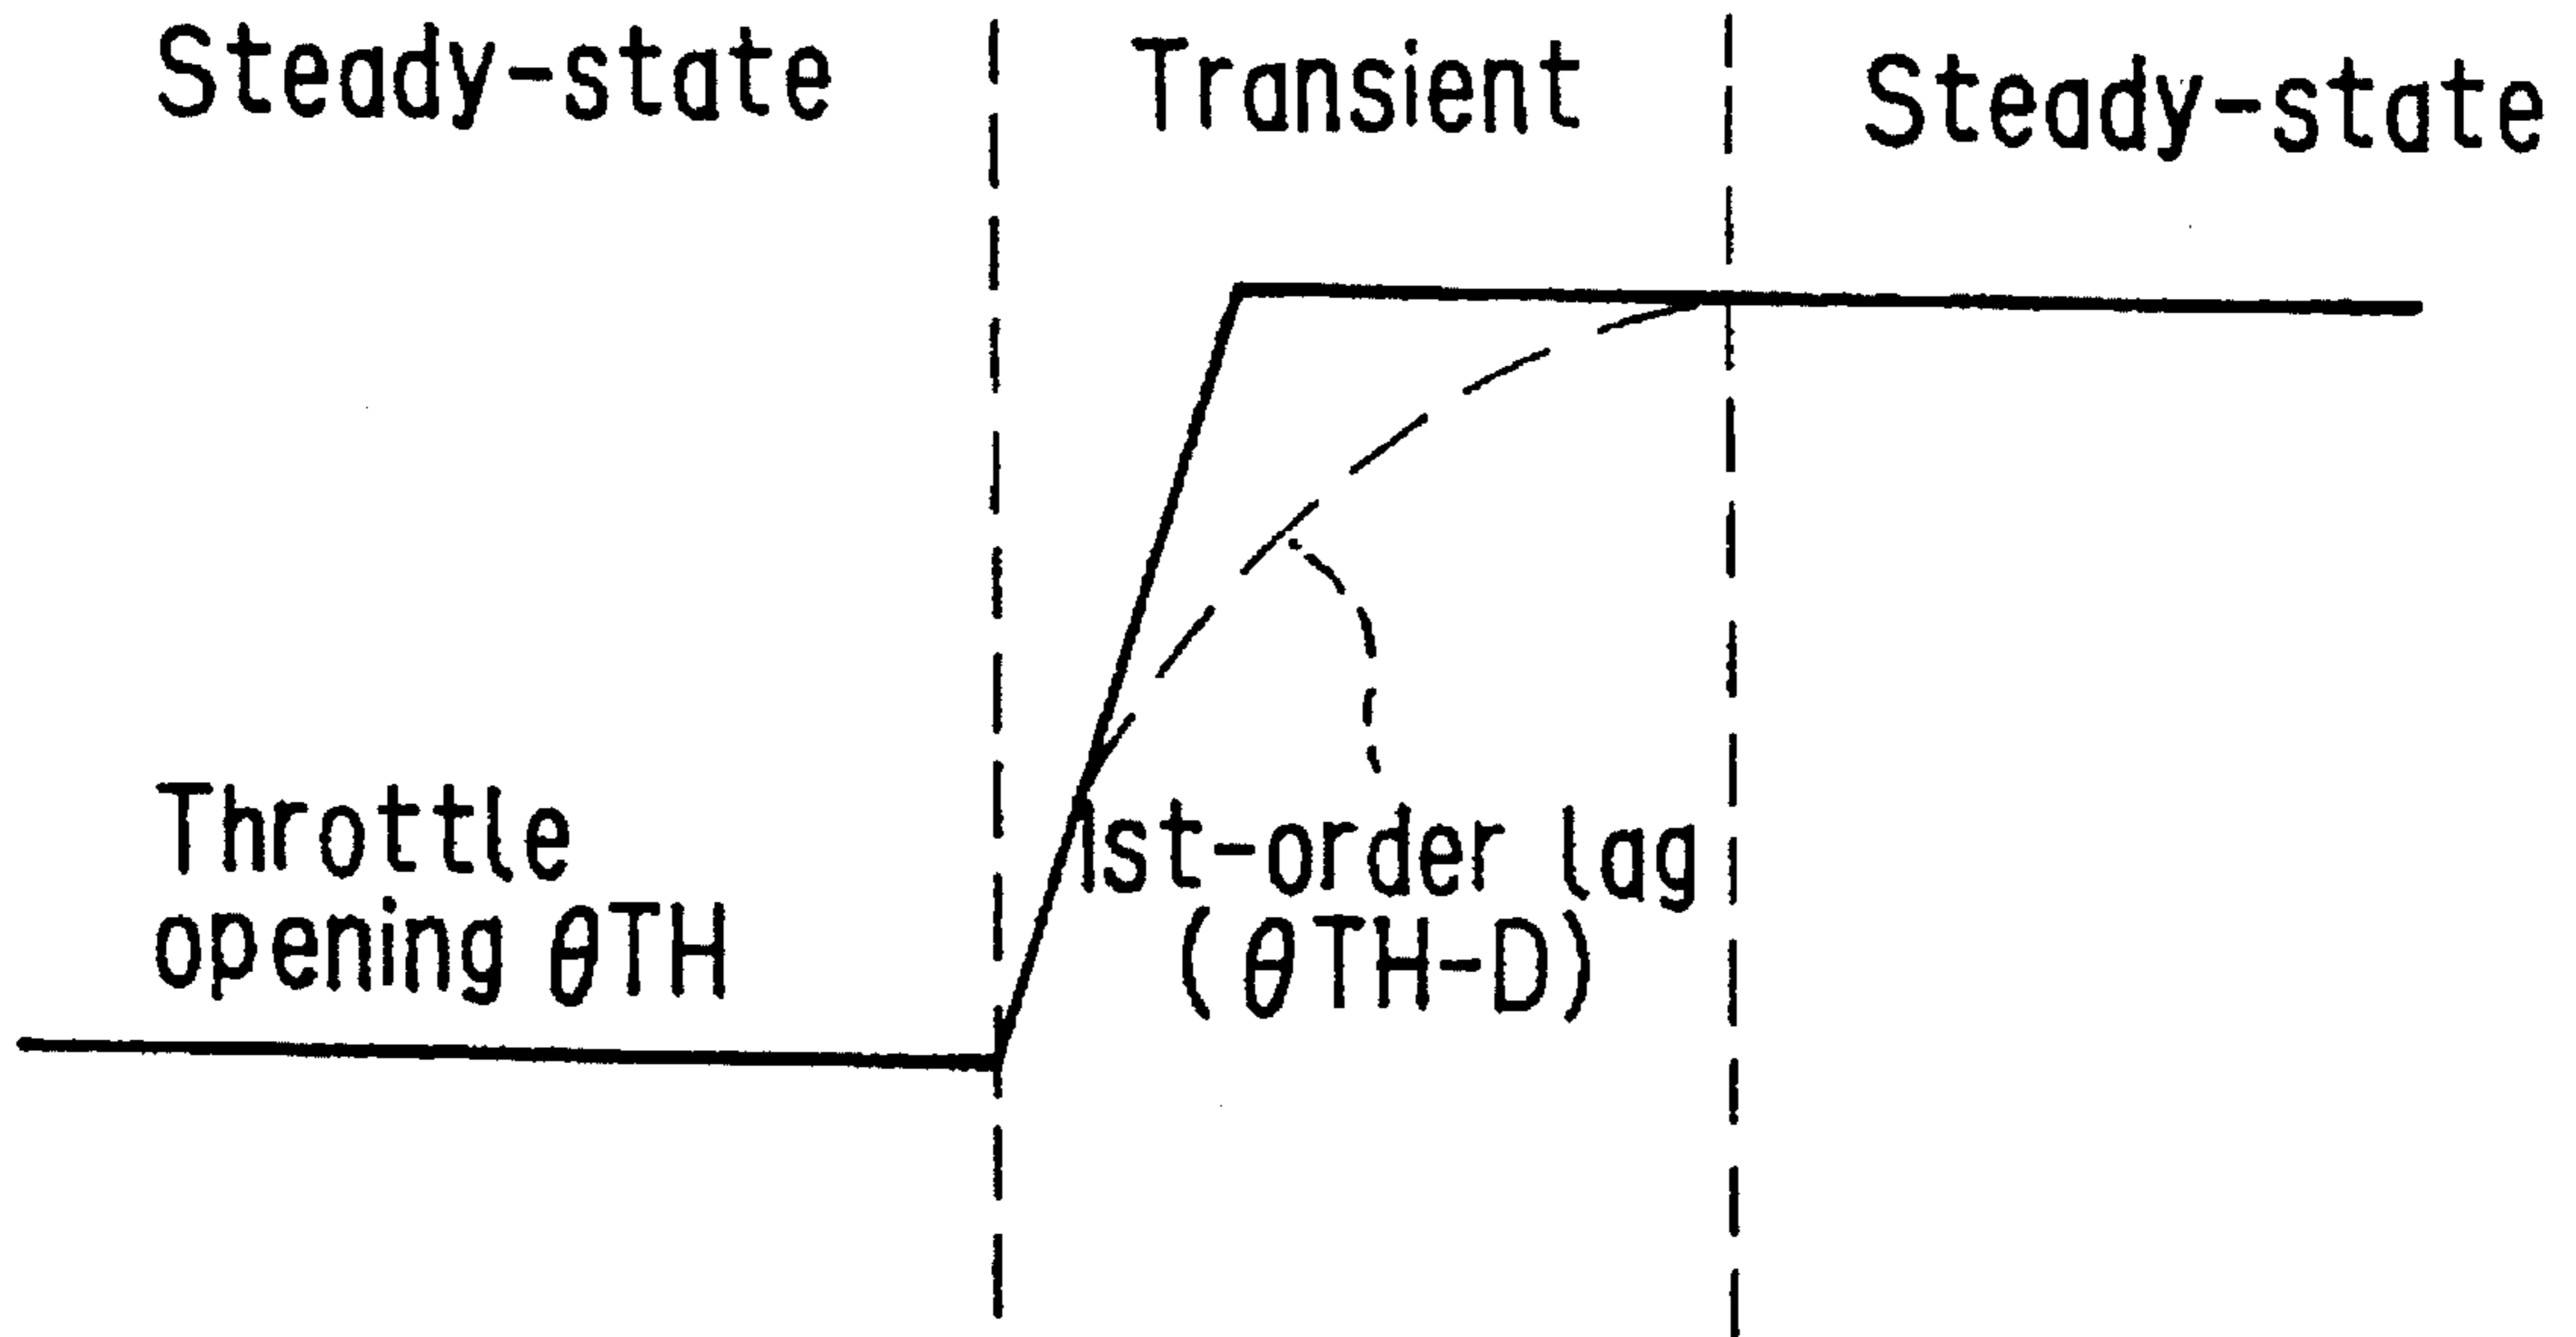 Steady-state
Transient
Steady-state
Throttle
opening θTH
1st-order lag
(θTH-D)